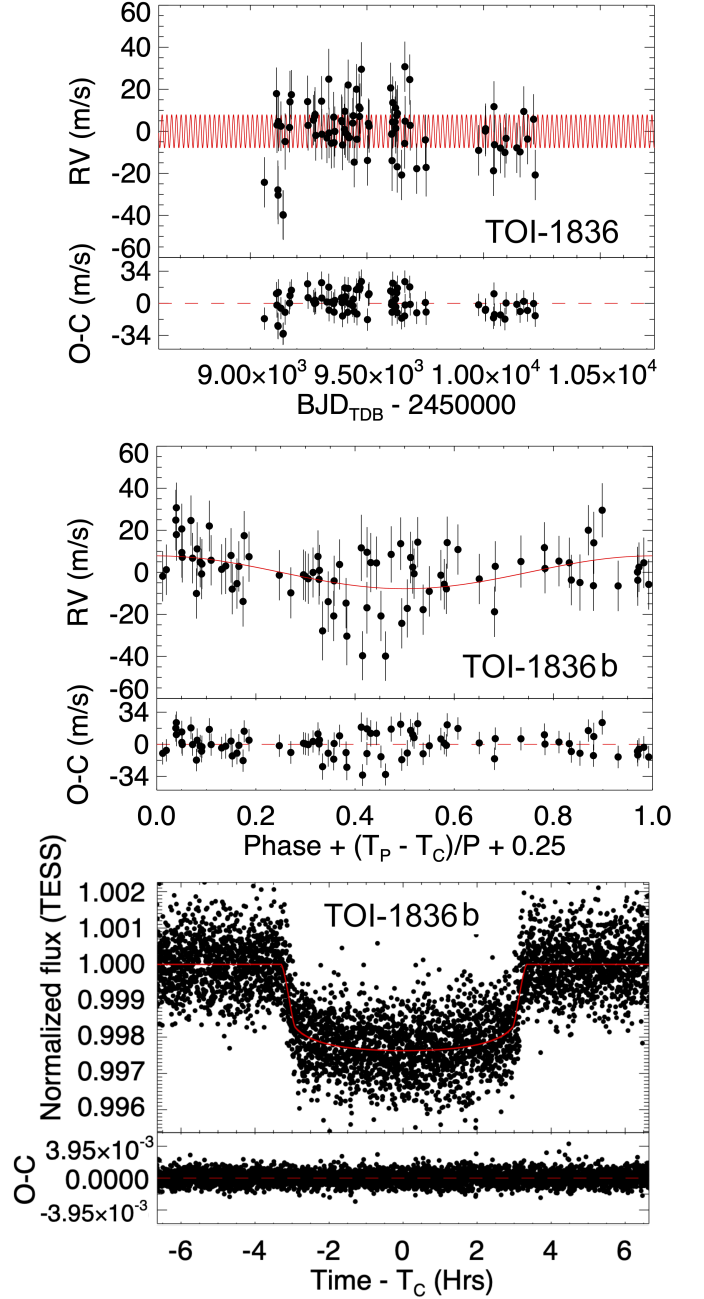 60
40
20
0
-20
-40
-60
RV (m/s)
TOI-1836
34
0
-34
O-C (m/s)
9.00×10³ 9.50×10³ 1.00×10⁴ 1.05×10⁴
BJD_TDB - 2450000
60
40
20
0
-20
-40
-60
RV (m/s)
TOI-1836 b
34
0
-34
O-C (m/s)
0.0 0.2 0.4 0.6 0.8 1.0
Phase + (T_P - T_C)/P + 0.25
1.002
1.001
1.000
0.999
0.998
0.997
0.996
Normalized flux (TESS)
TOI-1836 b
3.95×10⁻³
0.0000
-3.95×10⁻³
O-C
-6 -4 -2 0 2 4 6
Time - T_C (Hrs)